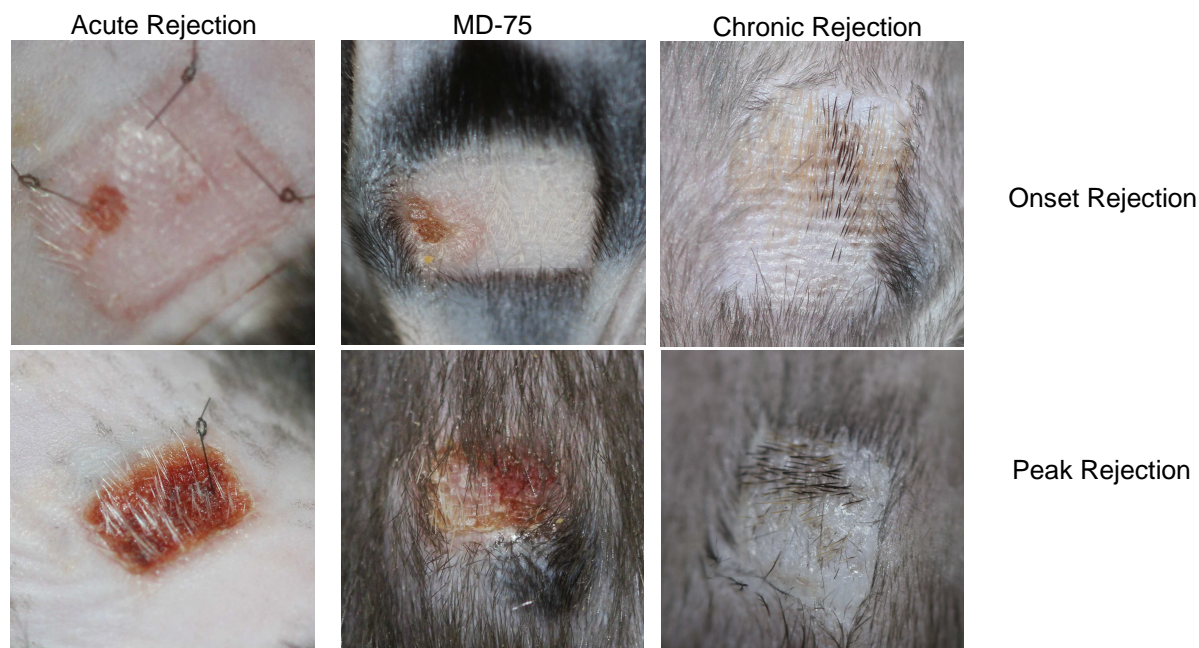 Acute Rejection
MD-75
Chronic Rejection
Onset Rejection
Peak Rejection